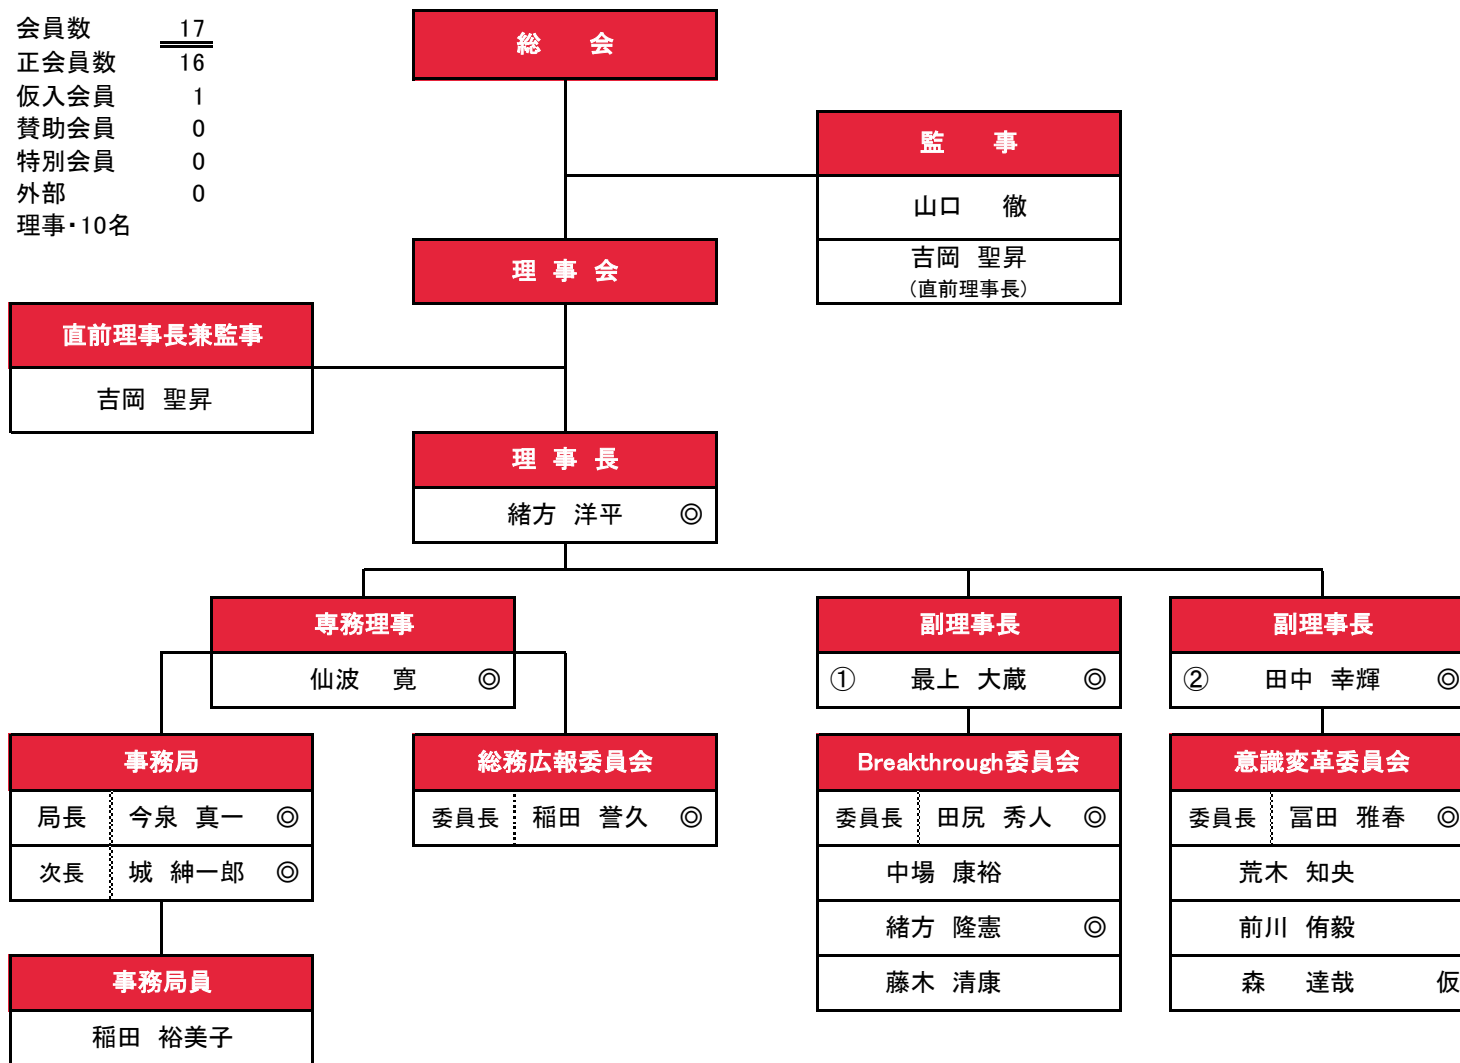 会員数 17
正会員数 16
仮入会員 1
賛助会員 0
特別会員 0
外部 0
理事・10名
総 会
監 事
山口 徹
吉岡 聖昇
(直前理事長)
理 事 会
直前理事長兼監事
吉岡 聖昇
理 事 長
緒方 洋平 ◎
専務理事
仙波 寛 ◎
副理事長
① 最上 大蔵 ◎
副理事長
② 田中 幸輝 ◎
事務局
局長 今泉 真一 ◎
次長 城 紳一郎 ◎
総務広報委員会
委員長 稲田 誉久 ◎
Breakthrough委員会
委員長 田尻 秀人 ◎
中場 康裕
緒方 隆憲 ◎
藤木 清康
意識変革委員会
委員長 冨田 雅春 ◎
荒木 知央
前川 侑毅
森 達哉 仮
事務局員
稲田 裕美子